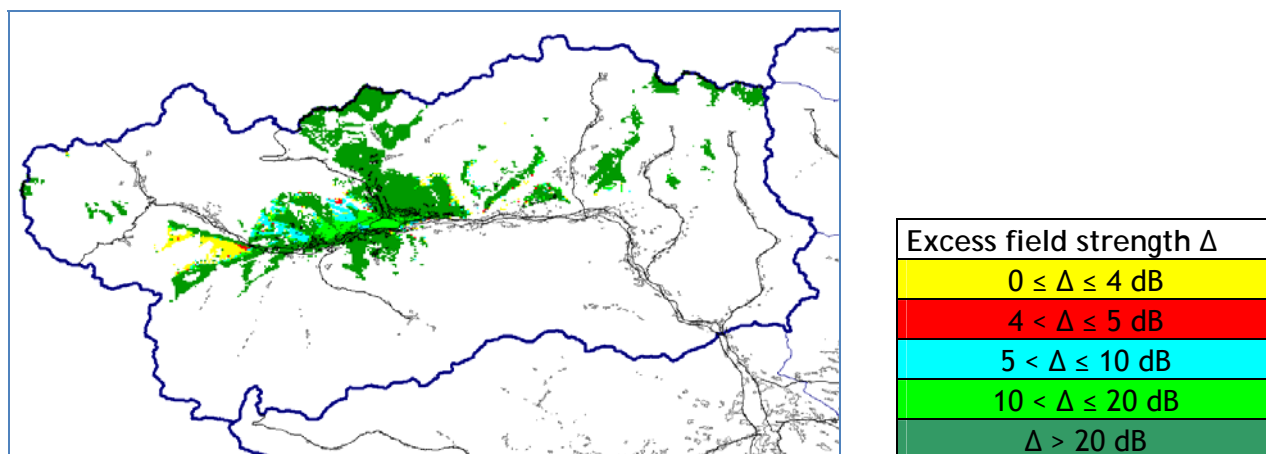 Excess field strength Δ
0 ≤ Δ ≤ 4 dB
4 < Δ ≤ 5 dB
5 < Δ ≤ 10 dB
10 < Δ ≤ 20 dB
Δ > 20 dB